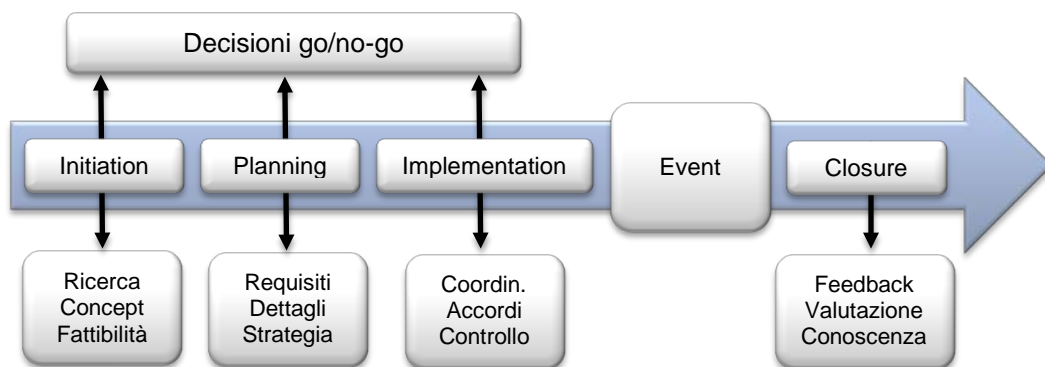 Decisioni go/no-go
Initiation
Planning
Implementation
Event
Closure
Ricerca
Concept
Fattibilità
Requisiti
Dettagli
Strategia
Coordin.
Accordi
Controllo
Feedback
Valutazione
Conoscenza